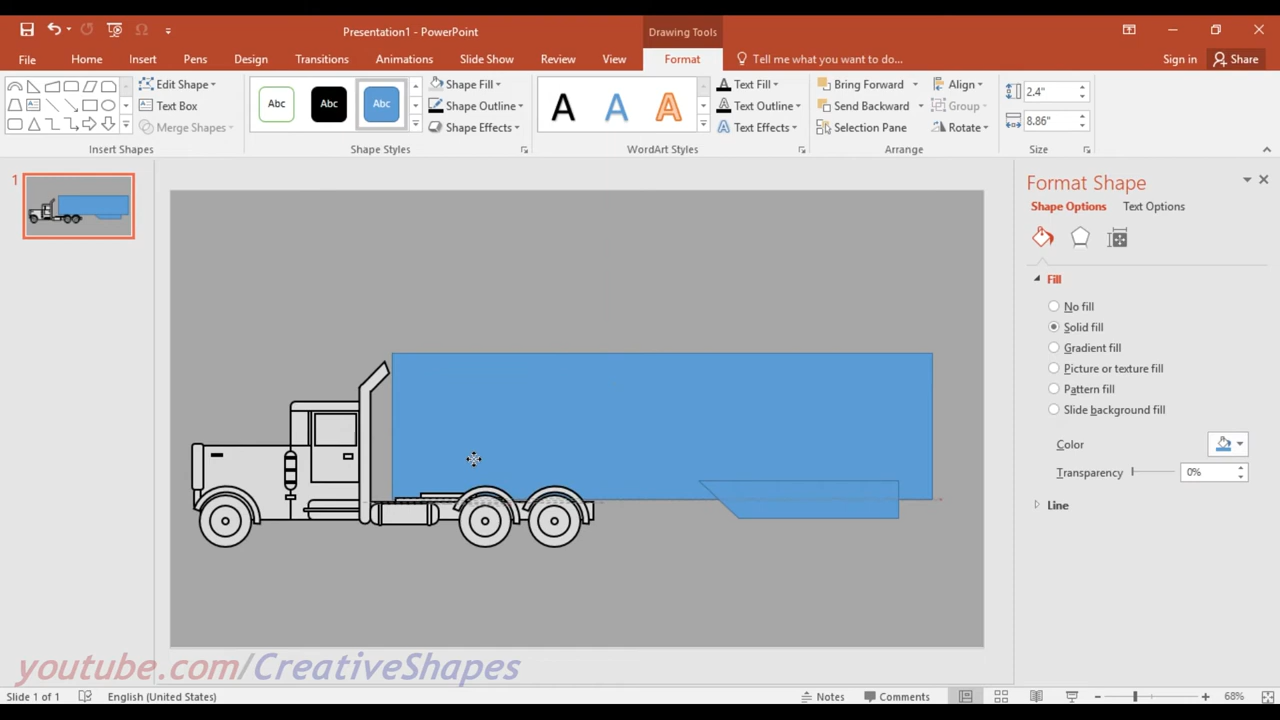 Presentation1 - PowerPoint
Drawing Tools
File Home Insert Pens Design Transitions Animations Slide Show Review View Format Tell me what you want to do... Sign in Share
Edit Shape
Text Box
Merge Shapes
Insert Shapes
Abc Abc Abc
Shape Fill
Shape Outline
Shape Effects
Shape Styles
A A A
Text Fill
Text Outline
Text Effects
WordArt Styles
Bring Forward
Send Backward
Selection Pane
Align
Group
Rotate
Arrange
2.4"
8.86"
Size
1
Format Shape
Shape Options Text Options
Fill
No fill
Solid fill
Gradient fill
Picture or texture fill
Pattern fill
Slide background fill
Color
Transparency 0%
Line
youtube.com/CreativeShapes
Slide 1 of 1 English (United States) Notes Comments 68%